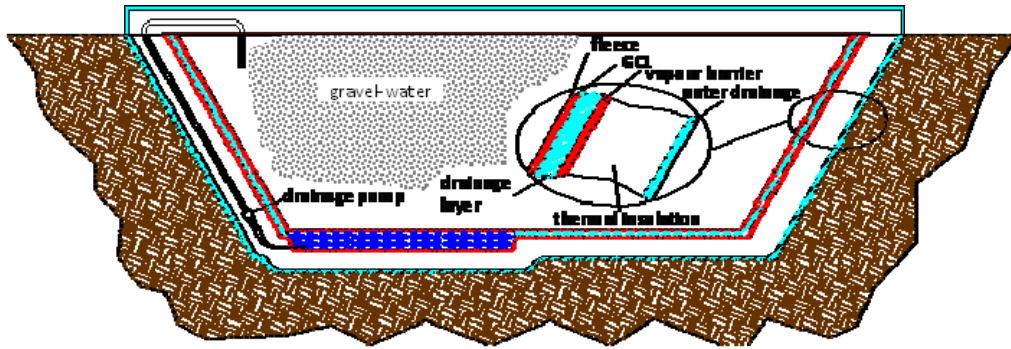 fleece
GCL
vapour barrier
outer drainage
gravel-water
drainage
layer
drainage pump
thermal insulation